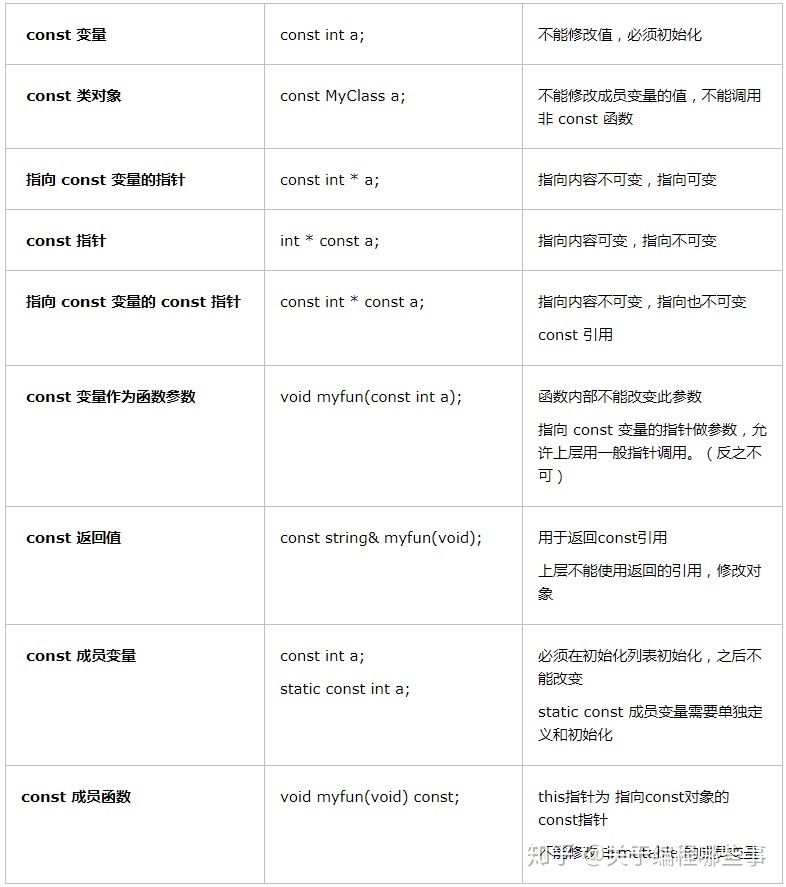 const 变量
const int a;
不能修改值，必须初始化
const 类对象
const MyClass a;
不能修改成员变量的值，不能调用
非 const 函数
指向 const 变量的指针
const int * a;
指向内容不可变，指向可变
const 指针
int * const a;
指向内容可变，指向不可变
指向 const 变量的 const 指针
const int * const a;
指向内容不可变，指向也不可变
const 引用
const 变量作为函数参数
void myfun(const int a);
函数内部不能改变此参数
指向 const 变量的指针做参数，允
许上层用一般指针调用。（反之不
可）
const 返回值
const string& myfun(void);
用于返回const引用
上层不能使用返回的引用，修改对
象
const 成员变量
const int a;
static const int a;
必须在初始化列表初始化，之后不
能改变
static const 成员变量需要单独定
义和初始化
const 成员函数
void myfun(void) const;
this指针为 指向const对象的
const指针
不能修改 非mutable 的成员变量
知乎 @关于编程那些事